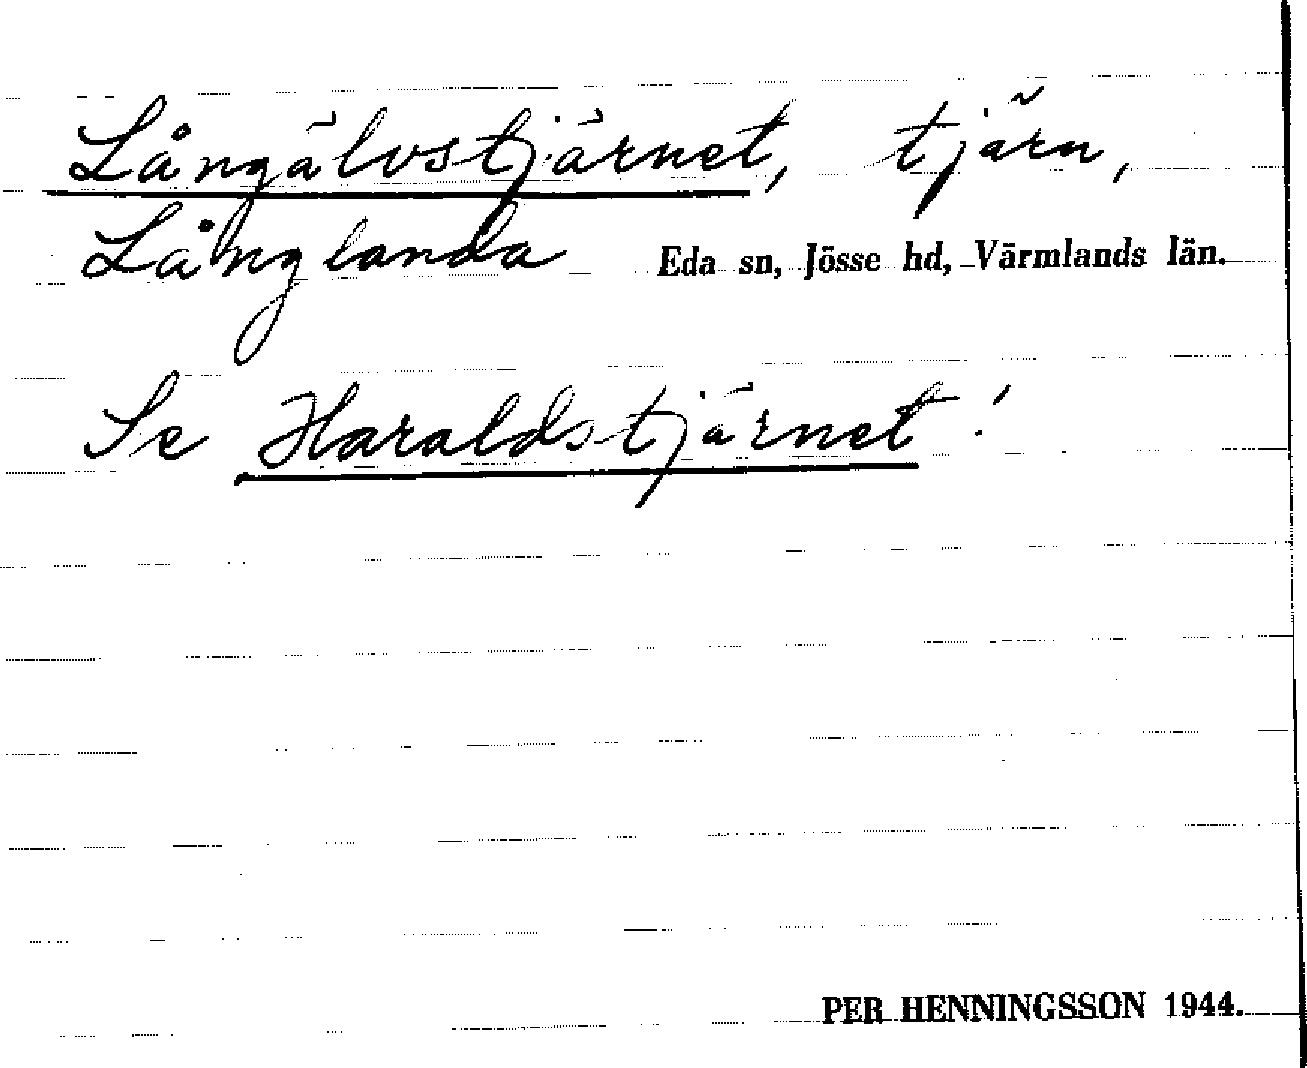 Långälvstjärnet, tjärn,
Långlanda Eda sn, Jösse hd, Värmlands län.
Se Haraldstjärnet!
PER HENNINGSSON 1944.